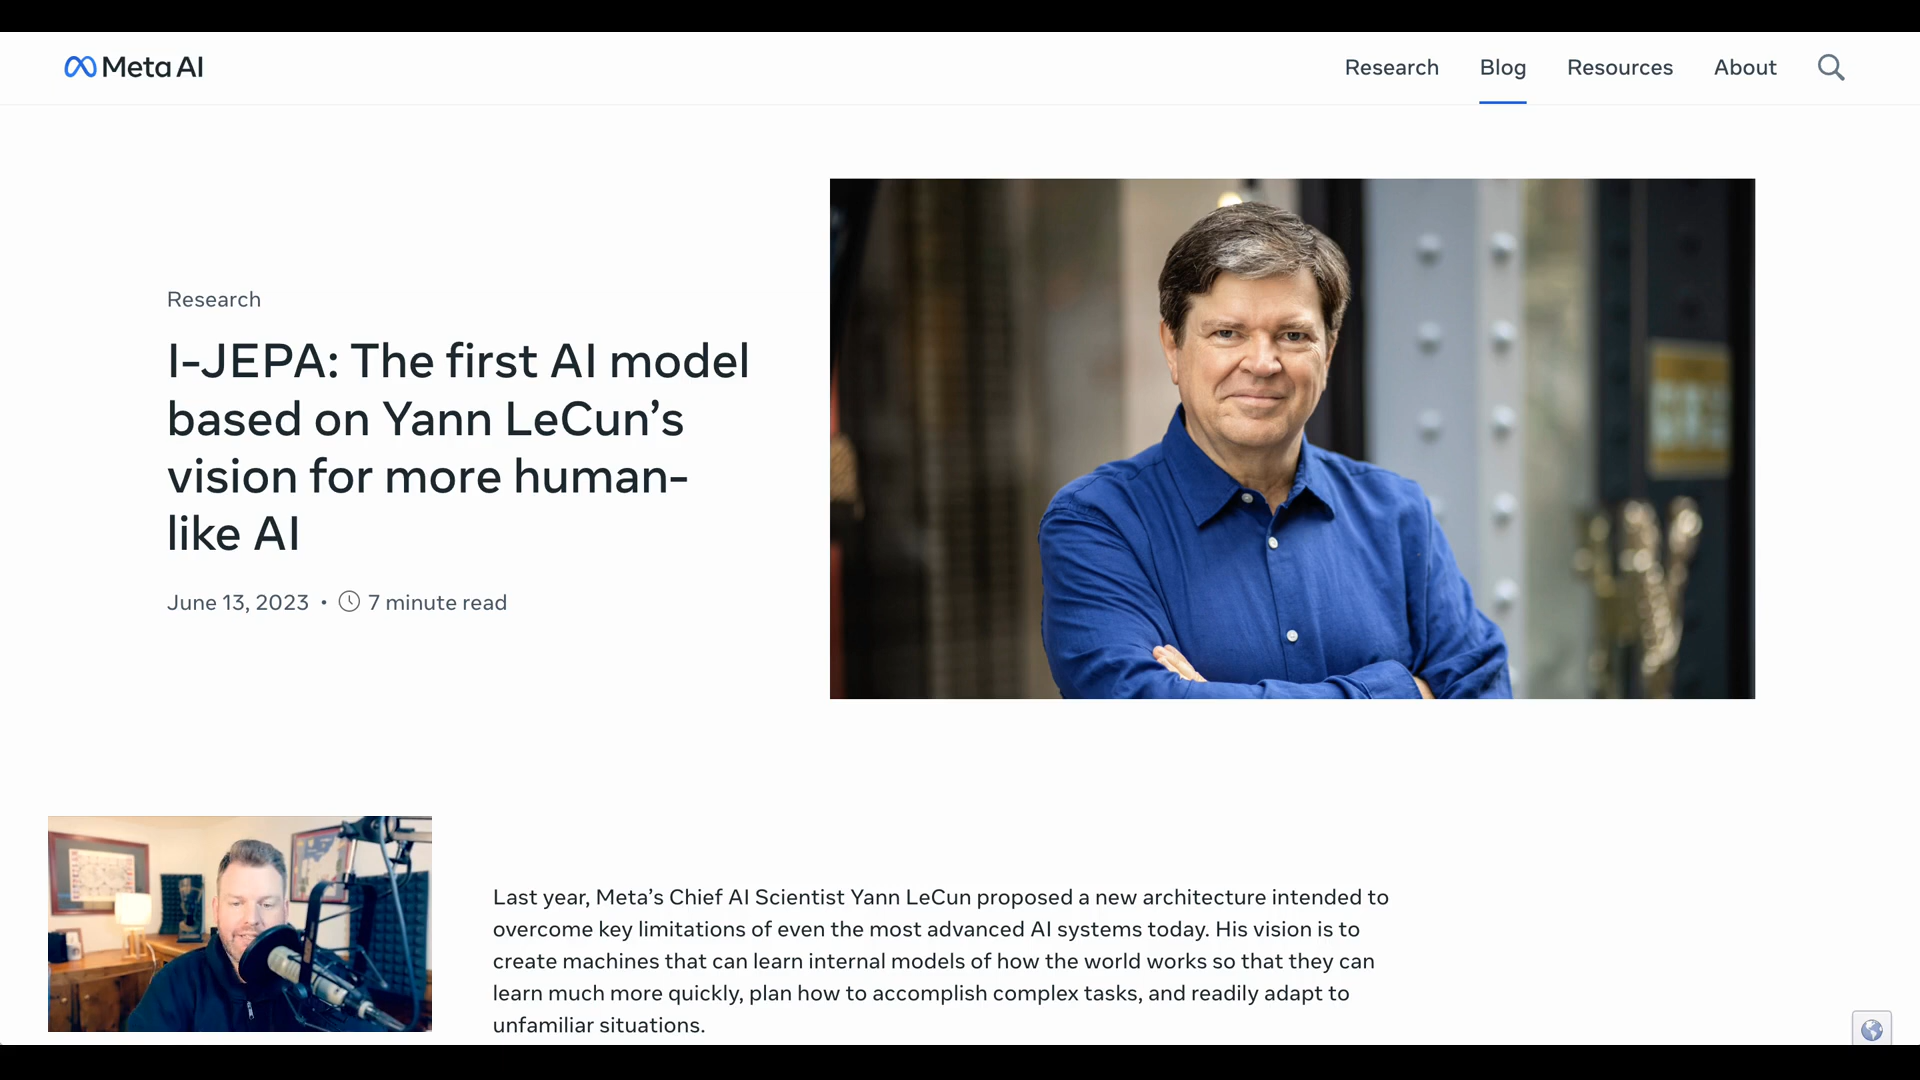 Meta AI
Research
Blog
Resources
About
Research
I-JEPA: The first AI model
based on Yann LeCun’s
vision for more human-
like AI
June 13, 2023 • 7 minute read
Last year, Meta’s Chief AI Scientist Yann LeCun proposed a new architecture intended to
overcome key limitations of even the most advanced AI systems today. His vision is to
create machines that can learn internal models of how the world works so that they can
learn much more quickly, plan how to accomplish complex tasks, and readily adapt to
unfamiliar situations.